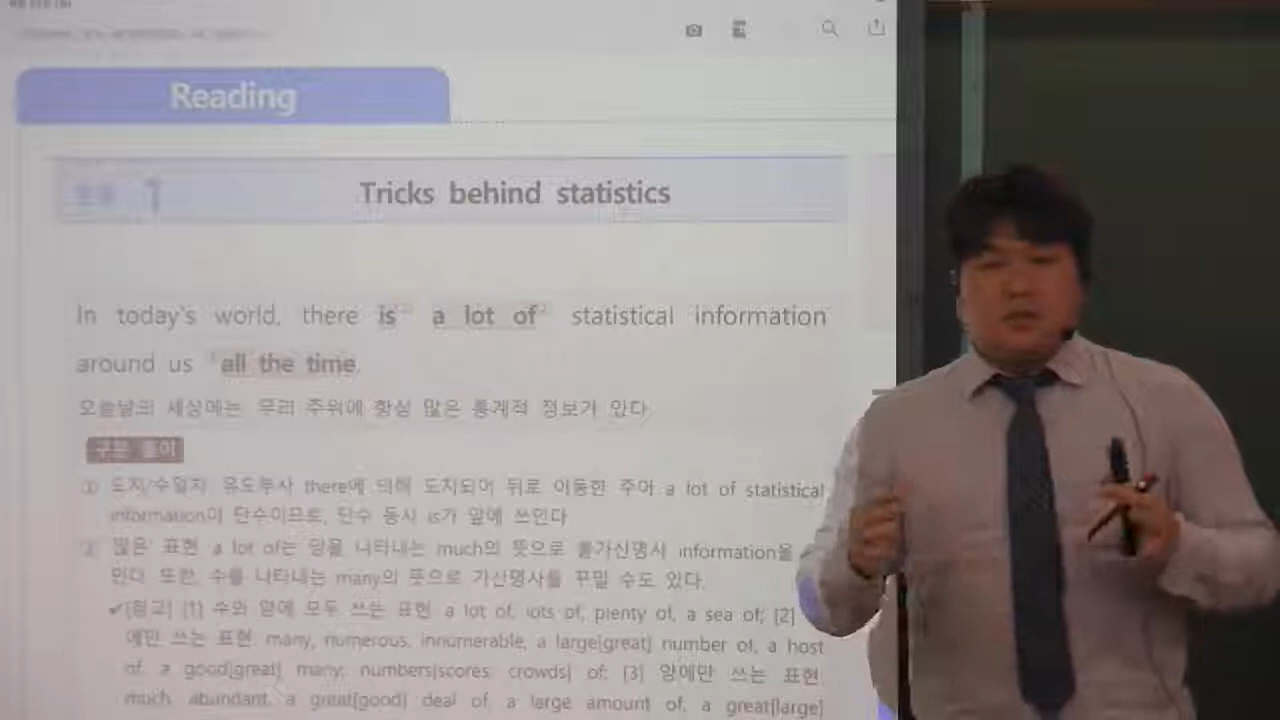 Reading
1 Tricks behind statistics
In today's world, there is a lot of statistical information
around us all the time.
오늘날의 세상에는 우리 주위에 항상 많은 통계적 정보가 있다.
구문 풀이
① 도치/수일치 유도부사 there에 의해 도치되어 뒤로 이동한 주어 a lot of statistical
information이 단수이므로, 단수 동사 is가 앞에 쓰인다.
② '많은' 표현 a lot of는 양을 나타내는 much의 뜻으로 불가산명사 information을
민다. 또한, 수를 나타내는 many의 뜻으로 가산명사를 꾸밀 수도 있다.
✔[참고] [1] 수와 양에 모두 쓰는 표현: a lot of, lots of, plenty of, a sea of; [2]
에만 쓰는 표현: many, numerous, innumerable, a large[great] number of, a host
of, a good[great] many, numbers[scores, crowds] of; [3] 양에만 쓰는 표현:
much, abundant, a great[good] deal of, a large amount of, a great[large]